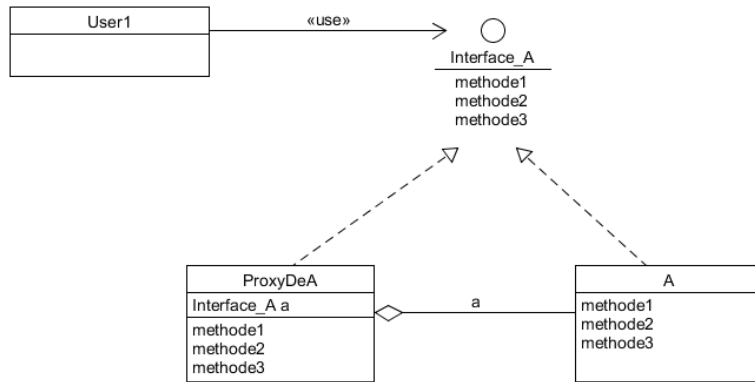 User1
«use»
Interface_A
methode1
methode2
methode3
ProxyDeA
Interface_A a
methode1
methode2
methode3
a
A
methode1
methode2
methode3